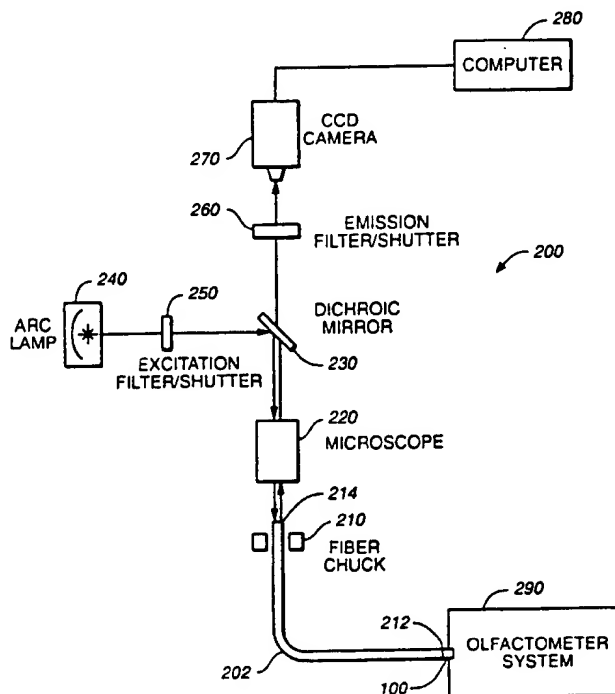 280
COMPUTER
CCD
CAMERA
270
260
EMISSION
FILTER/SHUTTER
200
240
250
DICHROIC
MIRROR
ARC
LAMP
EXCITATION
FILTER/SHUTTER
230
220
MICROSCOPE
214
210
FIBER
CHUCK
290
212
OLFACTOMETER
SYSTEM
202
100